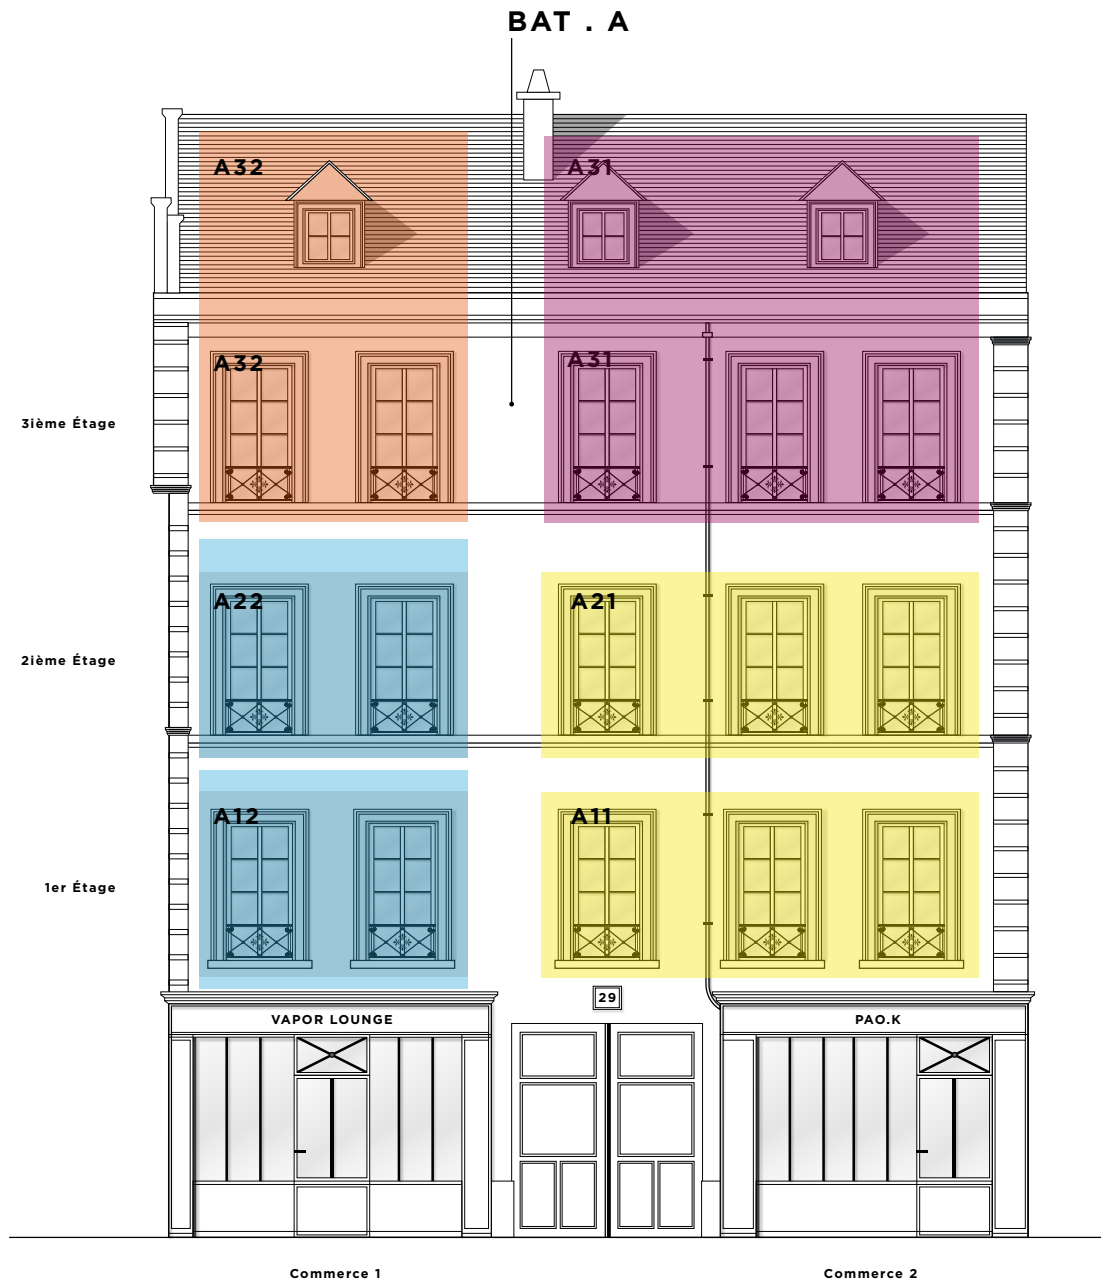 BAT . A
A32
A31
A32
A31
3ième Étage
A22
A21
2ième Étage
A12
A11
1er Étage
29
VAPOR LOUNGE
PAO.K
Commerce 1
Commerce 2